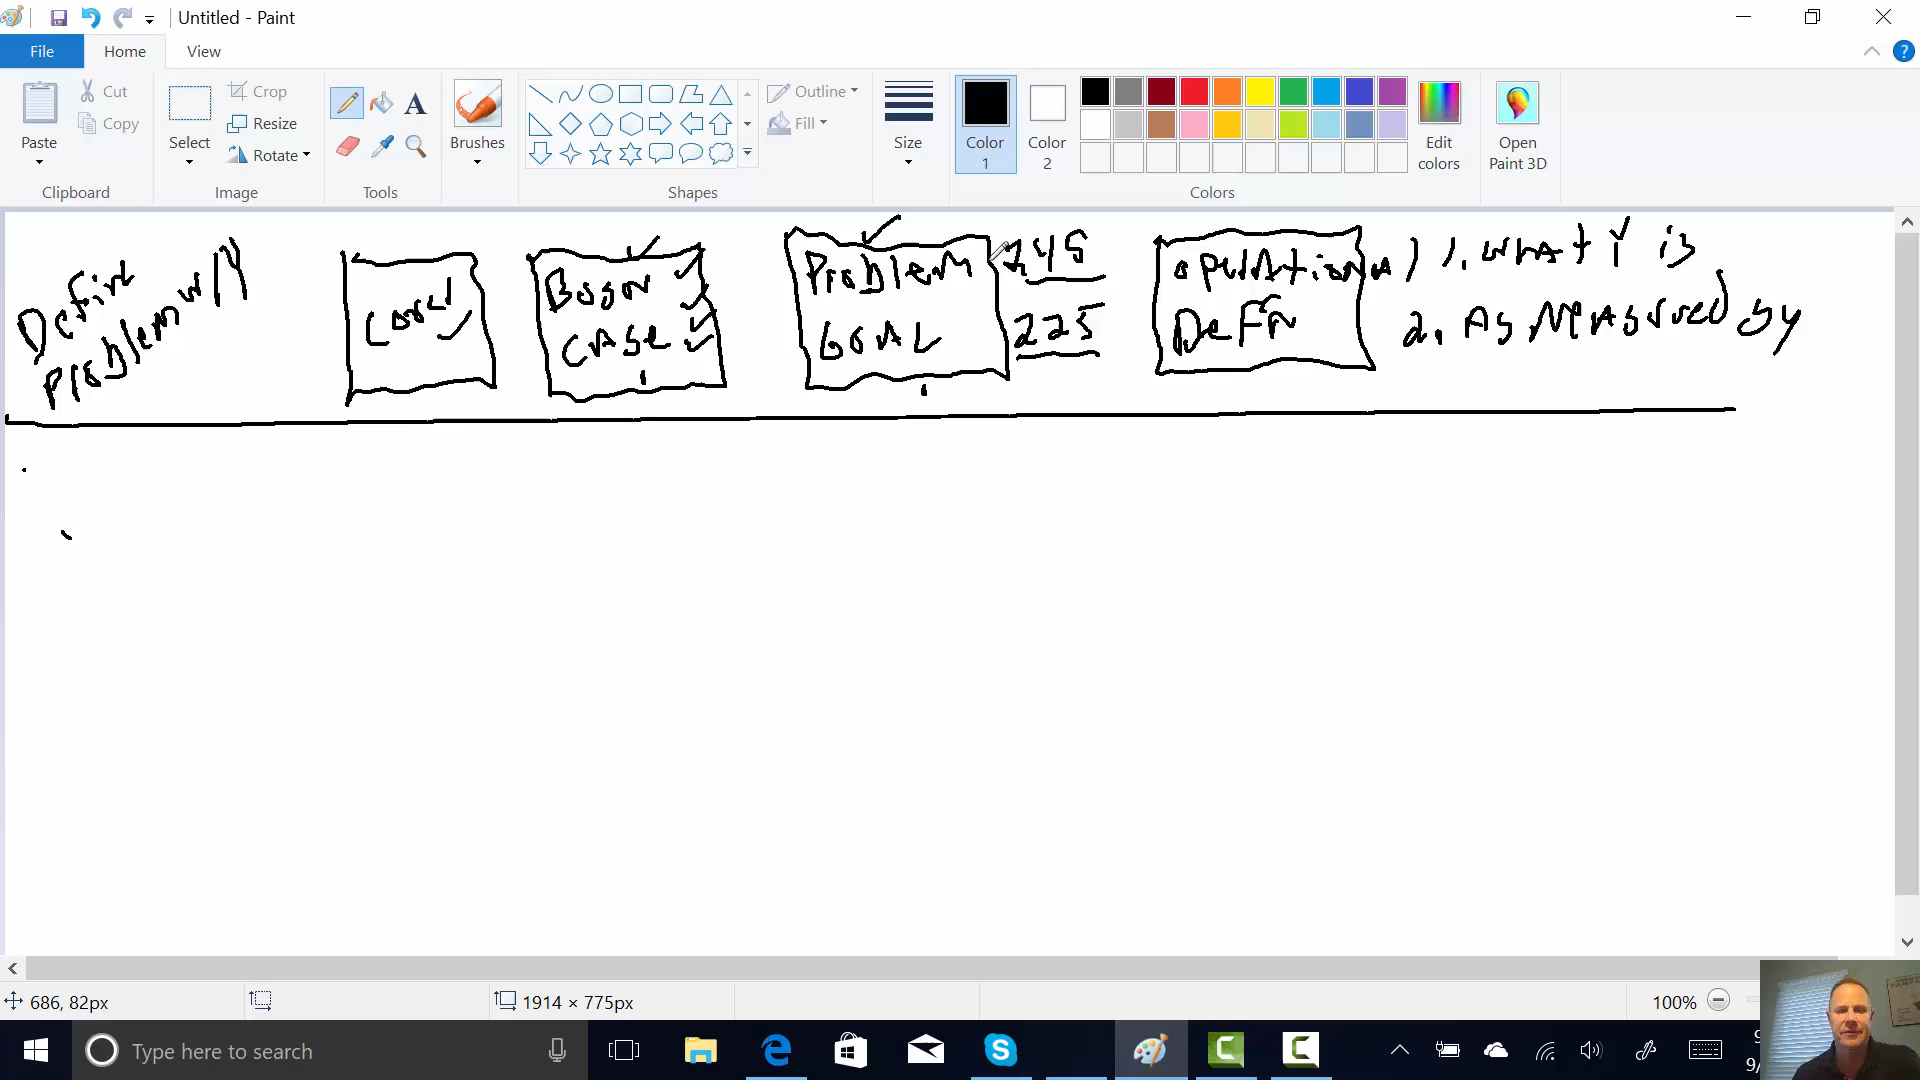 Untitled - Paint
File
Home
View
Paste
Cut
Copy
Clipboard
Select
Crop
Resize
Rotate
Image
Tools
Brushes
Shapes
Outline
Fill
Size
Color 1
Color 2
Edit colors
Colors
Open Paint 3D
Define
Problem w/
Problem 245
GOAL 225
CASE
Operational
Defn
1. what Y is
2. As Measured by
686, 82px
1914 × 775px
100%
Type here to search